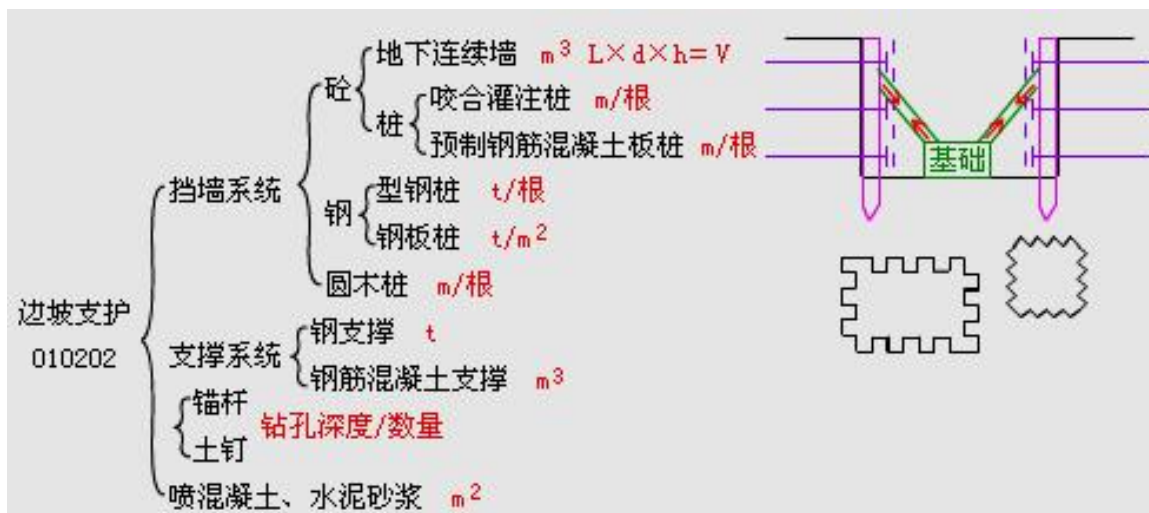 地下连续墙 m³ L×d×h=V
砼
咬合灌注桩 m/根
桩
预制钢筋混凝土板桩 m/根
挡墙系统
型钢桩 t/根
钢
钢板桩 t/m²
圆木桩 m/根
边坡支护
010202
钢支撑 t
支撑系统
钢筋混凝土支撑 m³
锚杆
钻孔深度/数量
土钉
喷混凝土、水泥砂浆 m²
基础